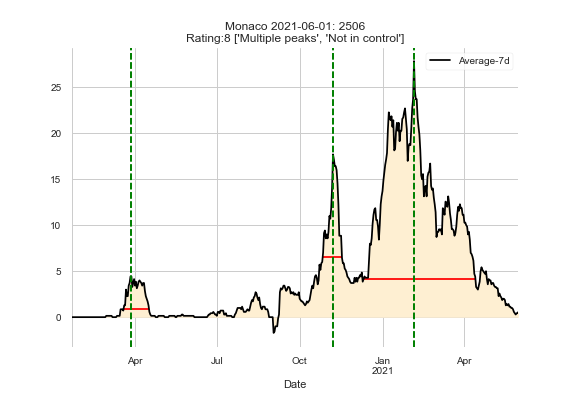 Monaco 2021-06-01: 2506
Rating:8 ['Multiple peaks', 'Not in control']
Average-7d
25
20
15
10
5
0
Apr
Jul
Oct
Jan
2021
Apr
Date